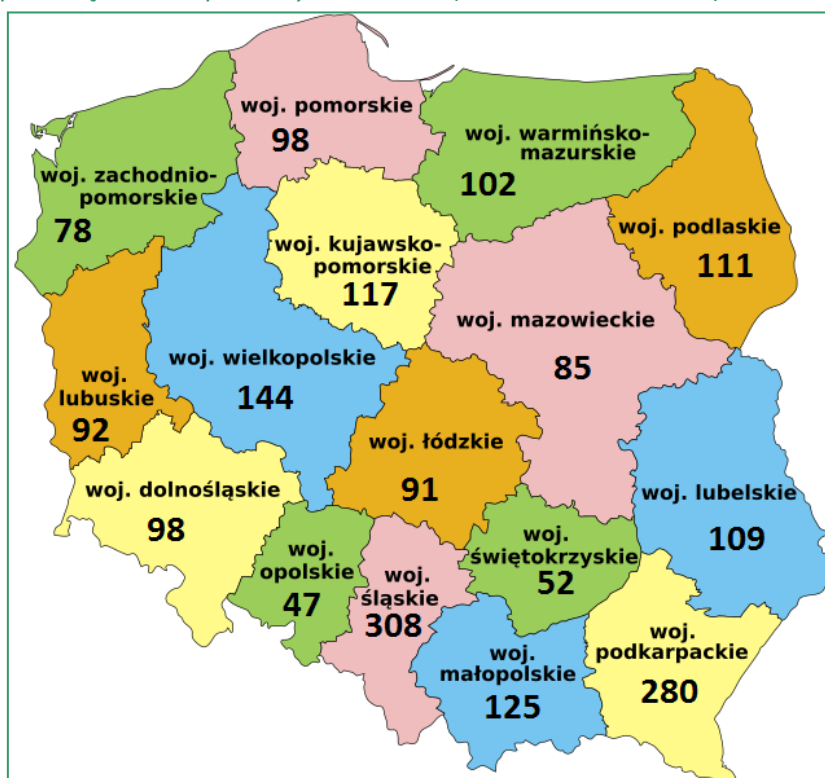 woj. pomorskie
98
woj. warmińsko-
mazurskie
102
woj. zachodnio-
pomorskie
78
woj. podlaskie
111
woj. kujawsko-
pomorskie
117
woj. mazowieckie
85
woj. wielkopolskie
144
woj.
lubuskie
92
woj. łódzkie
91
woj. dolnośląskie
98
woj. lubelskie
109
woj.
opolskie
47
woj.
śląskie
308
woj.
świętokrzyskie
52
woj.
małopolskie
125
woj.
podkarpackie
280